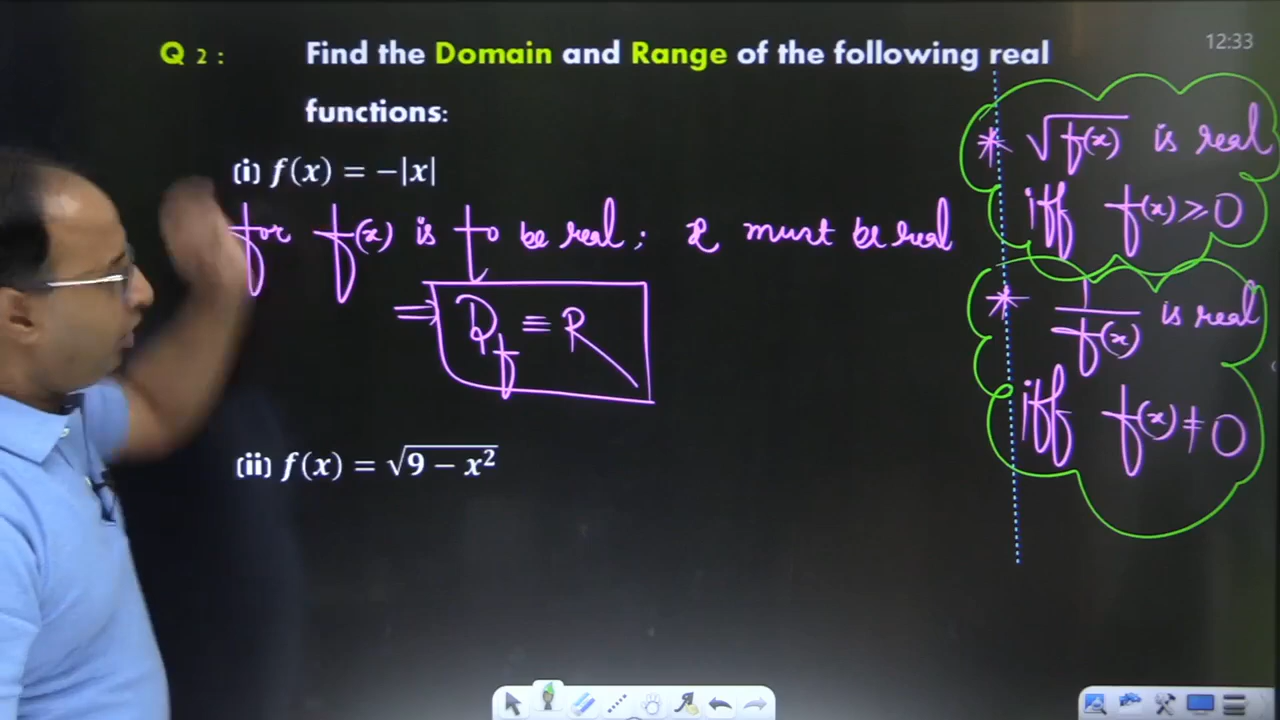 Q 2 : Find the Domain and Range of the following real
functions:
(i) f(x) = −|x|
for f(x) is to be real ; x must be real
⇒ D_f ≡ R
(ii) f(x) = √(9 − x²)
12:33
* √f(x) is real
iff f(x) ≥ 0
* 1/f(x) is real
iff f(x) ≠ 0